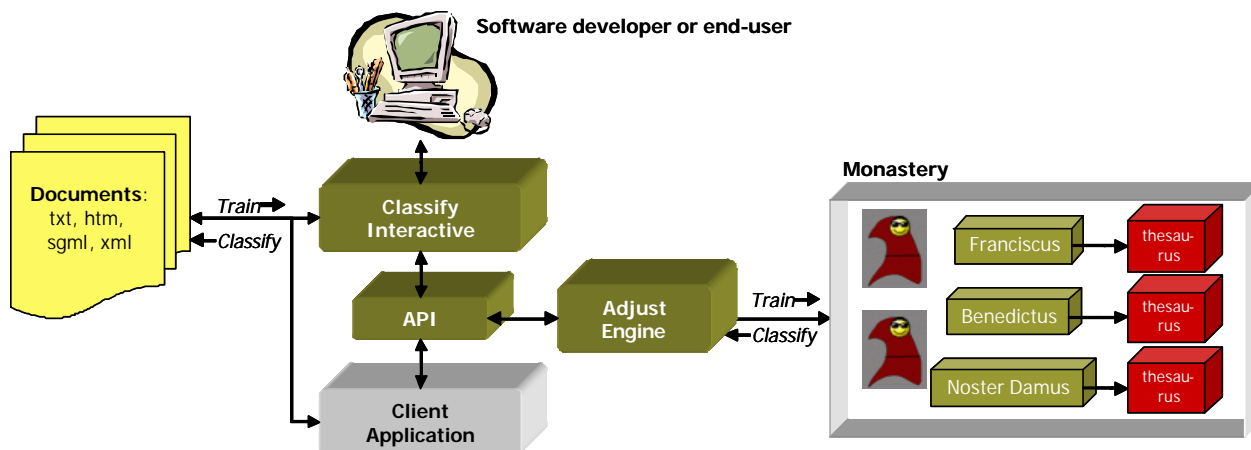 Software developer or end-user
Documents:
txt, htm,
sgml, xml
Train
Classify
Classify
Interactive
API
Adjust
Engine
Client
Application
Train
Classify
Monastery
Franciscus
thesau-
rus
Benedictus
thesau-
rus
Noster Damus
thesau-
rus